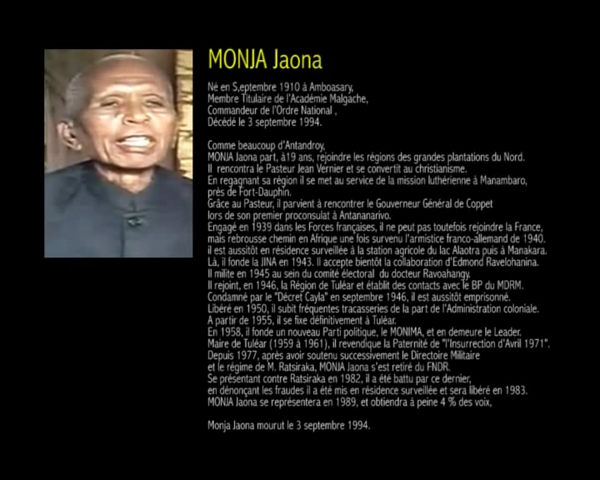 MONJA Jaona
Né en S,eptembre 1910 à Amboasary,
Membre Titulaire de l'Académie Malgache,
Commandeur de l'Ordre National ,
Décédé le 3 septembre 1994.
Comme beaucoup d'Antandroy,
MONJA Jaona part, à19 ans, rejoindre les régions des grandes plantations du Nord.
Il rencontra le Pasteur Jean Vernier et se convertit au christianisme.
En regagnant sa région il se met au service de la mission luthérienne à Manambaro,
près de Fort-Dauphin.
Grâce au Pasteur, il parvient à rencontrer le Gouverneur Général de Coppet
lors de son premier proconsulat à Antananarivo.
Engagé en 1939 dans les Forces françaises, il ne peut pas toutefois rejoindre la France,
mais rebrousse chemin en Afrique une fois survenu l'armistice franco-allemand de 1940.
il est aussitôt en résidence surveillée à la station agricole du lac Alaotra puis à Manakara.
Là, il fonde la JINA en 1943. Il accepte bientôt la collaboration d'Edmond Ravelohanina.
Il milite en 1945 au sein du comité électoral du docteur Ravoahangy.
Il rejoint, en 1946, la Région de Tuléar et établit des contacts avec le BP du MDRM.
Condamné par le "Décret Cayla" en septembre 1946, il est aussitôt emprisonné.
Libéré en 1950, il subit fréquentes tracasseries de la part de l'Administration coloniale.
A partir de 1955, il se fixe définitivement à Tuléar.
En 1958, il fonde un nouveau Parti politique, le MONIMA, et en demeure le Leader.
Maire de Tuléar (1959 à 1961), il revendique la Paternité de "l'Insurrection d'Avril 1971".
Depuis 1977, après avoir soutenu successivement le Directoire Militaire
et le régime de M. Ratsiraka, MONJA Jaona s'est retiré du FNDR.
Se présentant contre Ratsiraka en 1982, il a été battu par ce dernier,
en dénonçant les fraudes il a été mis en résidence surveillée et sera libéré en 1983.
MONJA Jaona se représentera en 1989, et obtiendra à peine 4 % des voix,
Monja Jaona mourut le 3 septembre 1994.